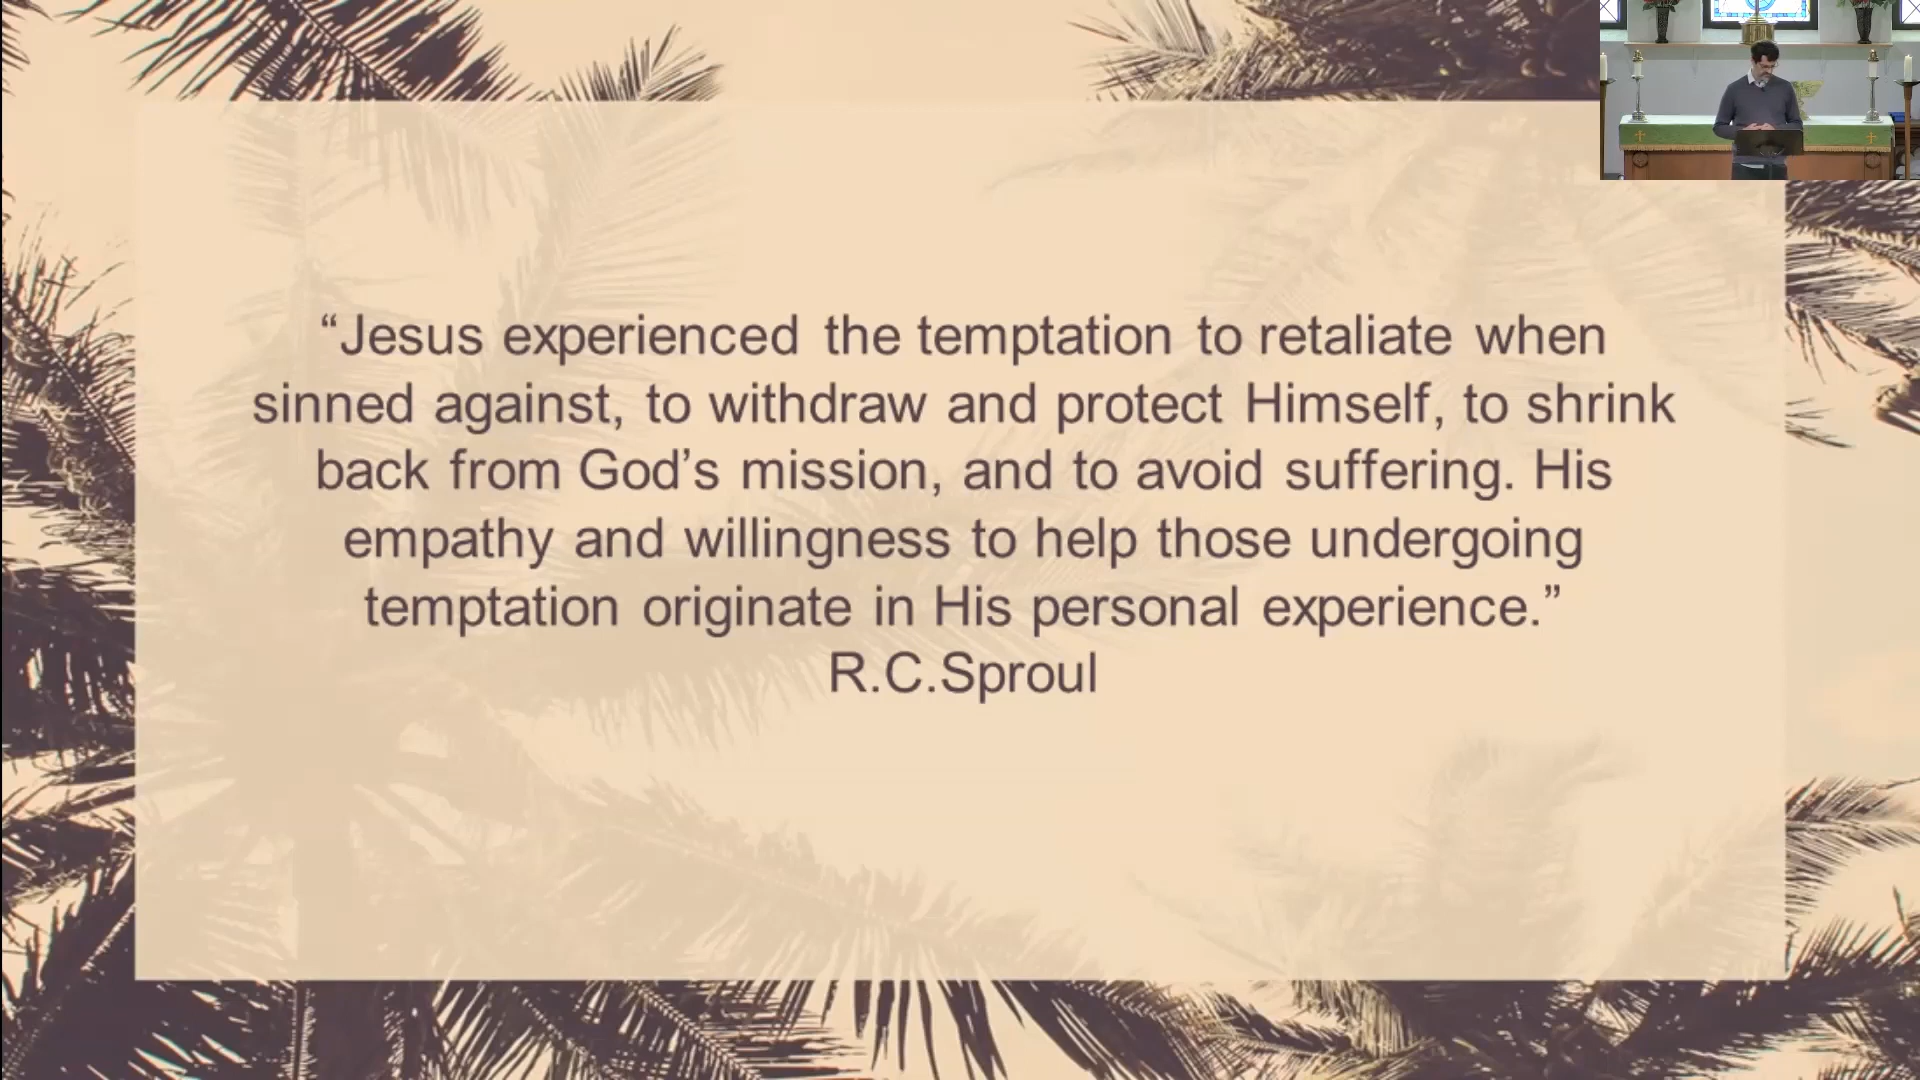 “Jesus experienced the temptation to retaliate when
sinned against, to withdraw and protect Himself, to shrink
back from God’s mission, and to avoid suffering. His
empathy and willingness to help those undergoing
temptation originate in His personal experience.”
R.C.Sproul